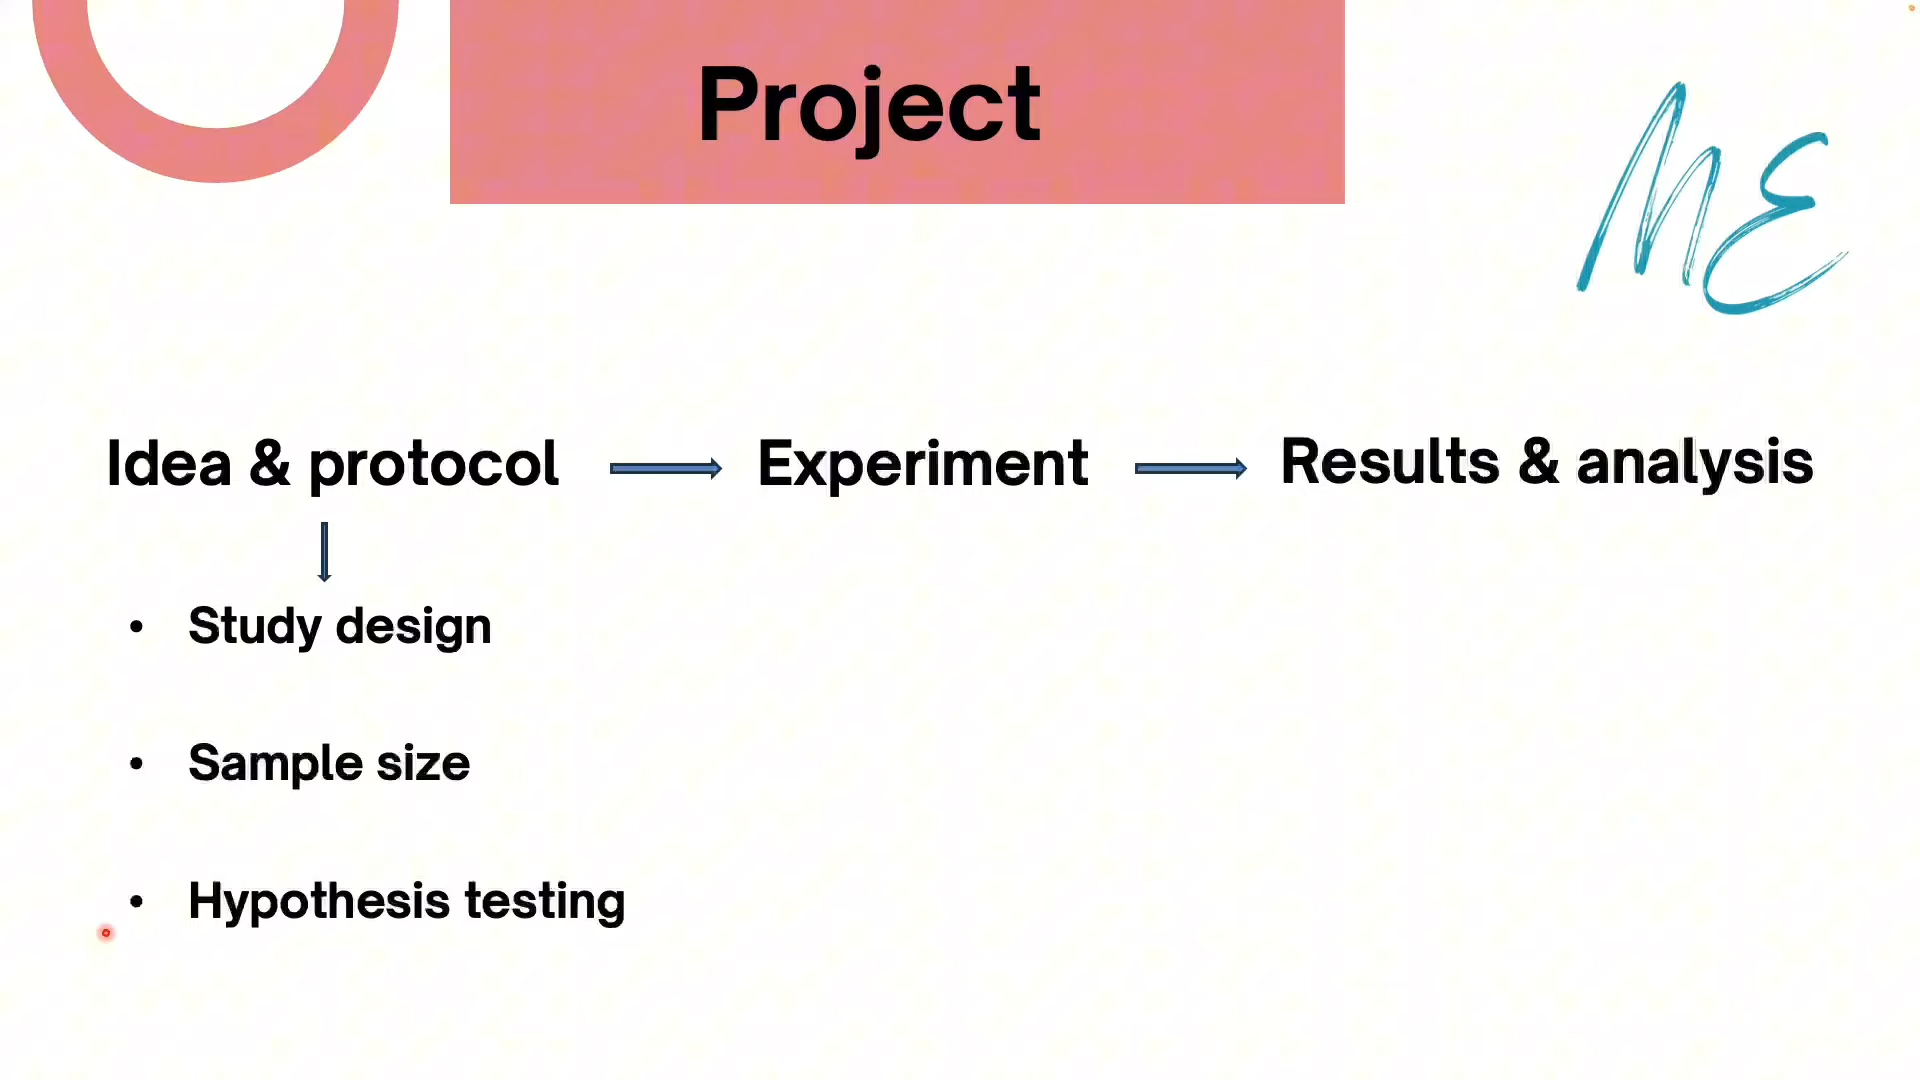 Project
ME
Idea & protocol
Experiment
Results & analysis
• Study design
• Sample size
• Hypothesis testing